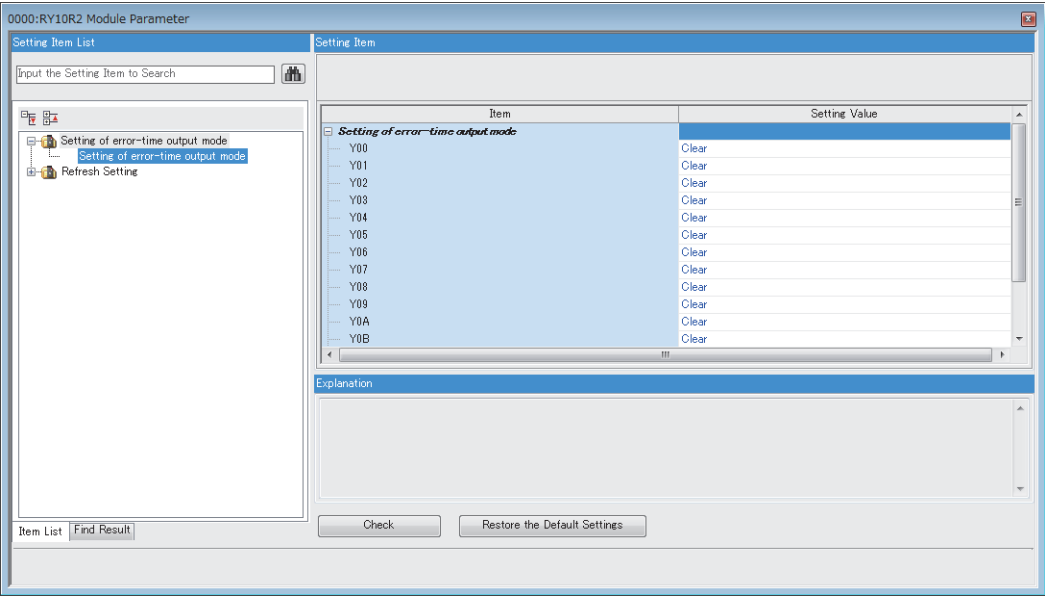 0000:RY10R2 Module Parameter
Setting Item List
Input the Setting Item to Search
Setting of error-time output mode
Setting of error-time output mode
Refresh Setting
Item List
Find Result
Setting Item
Item Setting Value
Setting of error-time output mode
Y00 Clear
Y01 Clear
Y02 Clear
Y03 Clear
Y04 Clear
Y05 Clear
Y06 Clear
Y07 Clear
Y08 Clear
Y09 Clear
Y0A Clear
Y0B Clear
Explanation
Check
Restore the Default Settings